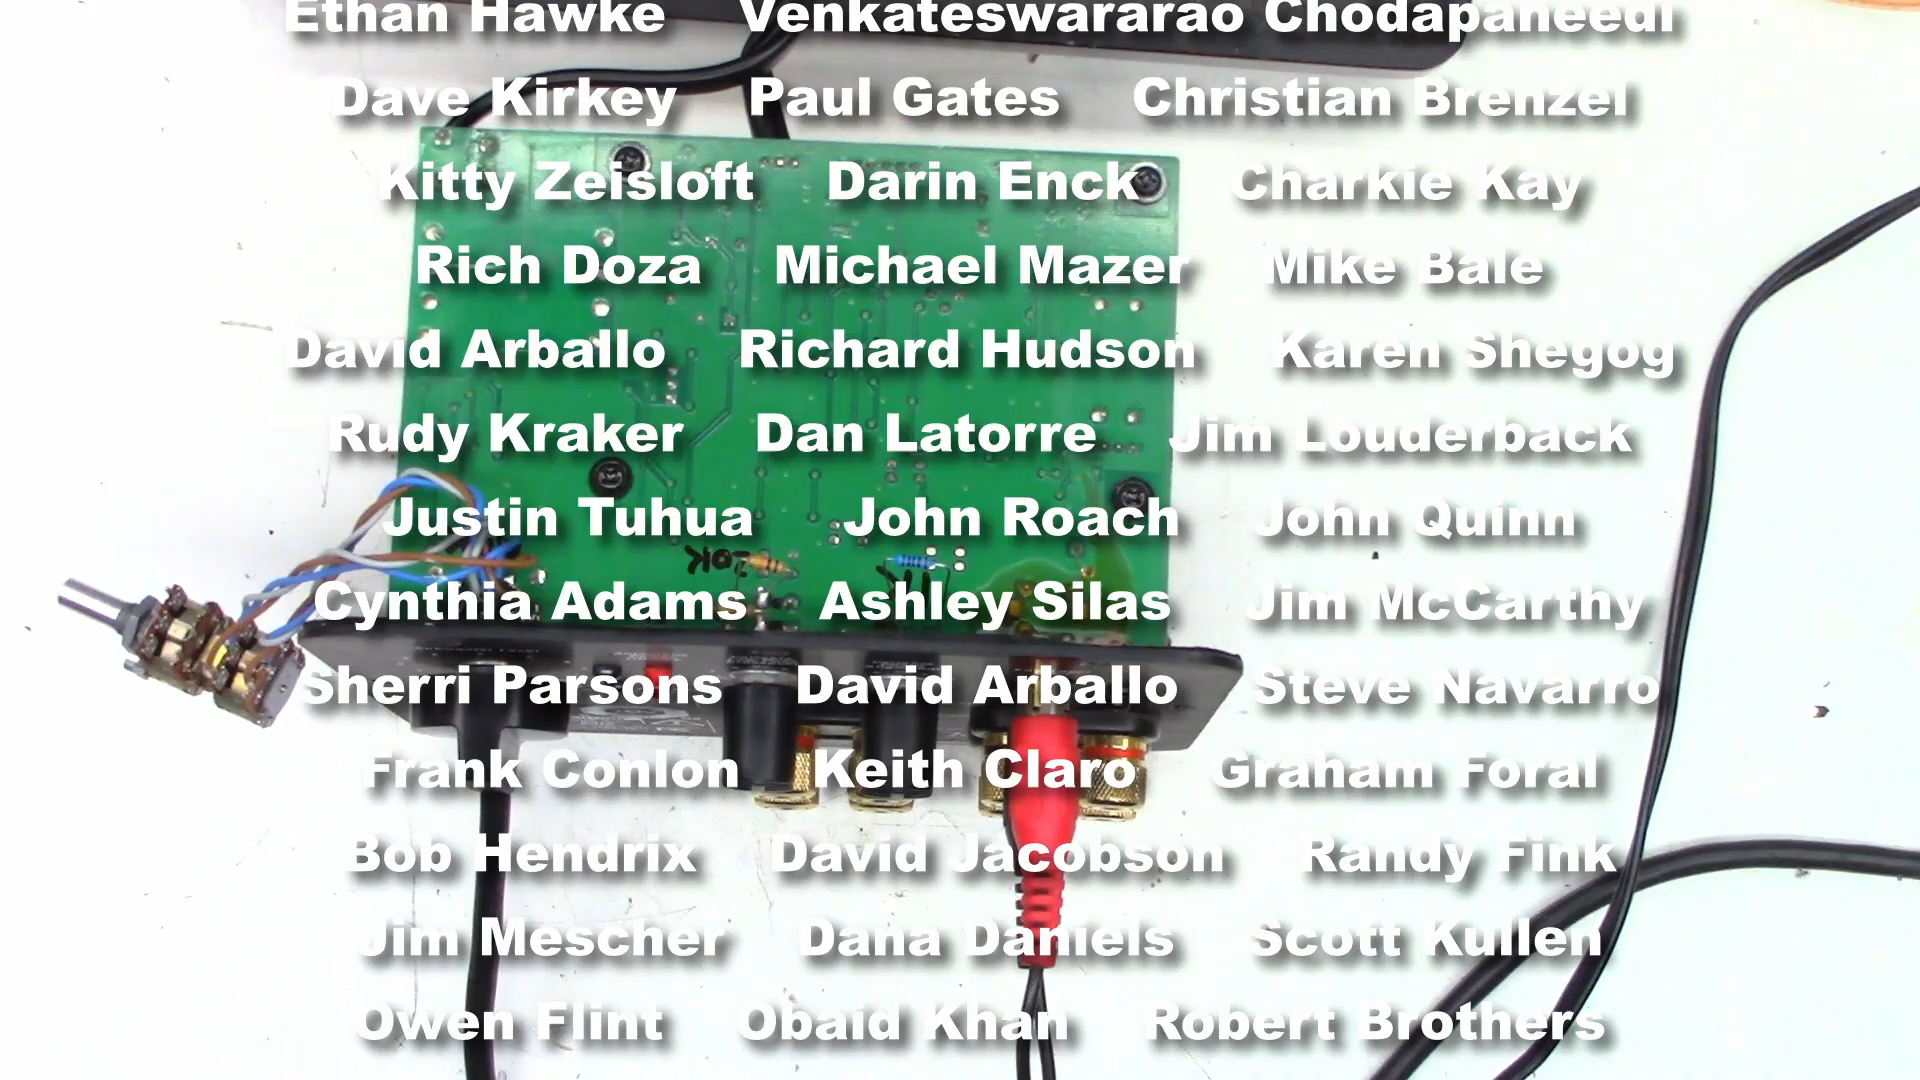 Ethan Hawke Venkateswararao Chodapaneedi
Dave Kirkey Paul Gates Christian Brenzel
Kitty Zeisloft Darin Enck Charkie Kay
Rich Doza Michael Mazer Mike Bale
David Arballo Richard Hudson Karen Shegog
Rudy Kraker Dan Latorre Jim Louderback
Justin Tuhua John Roach John Quinn
20K
Cynthia Adams Ashley Silas Jim McCarthy
Sherri Parsons David Arballo Steve Navarro
Frank Conlon Keith Claro Graham Foral
Bob Hendrix David Jacobson Randy Fink
Jim Mescher Dana Daniels Scott Kullen
Owen Flint Obaid Khan Robert Brothers